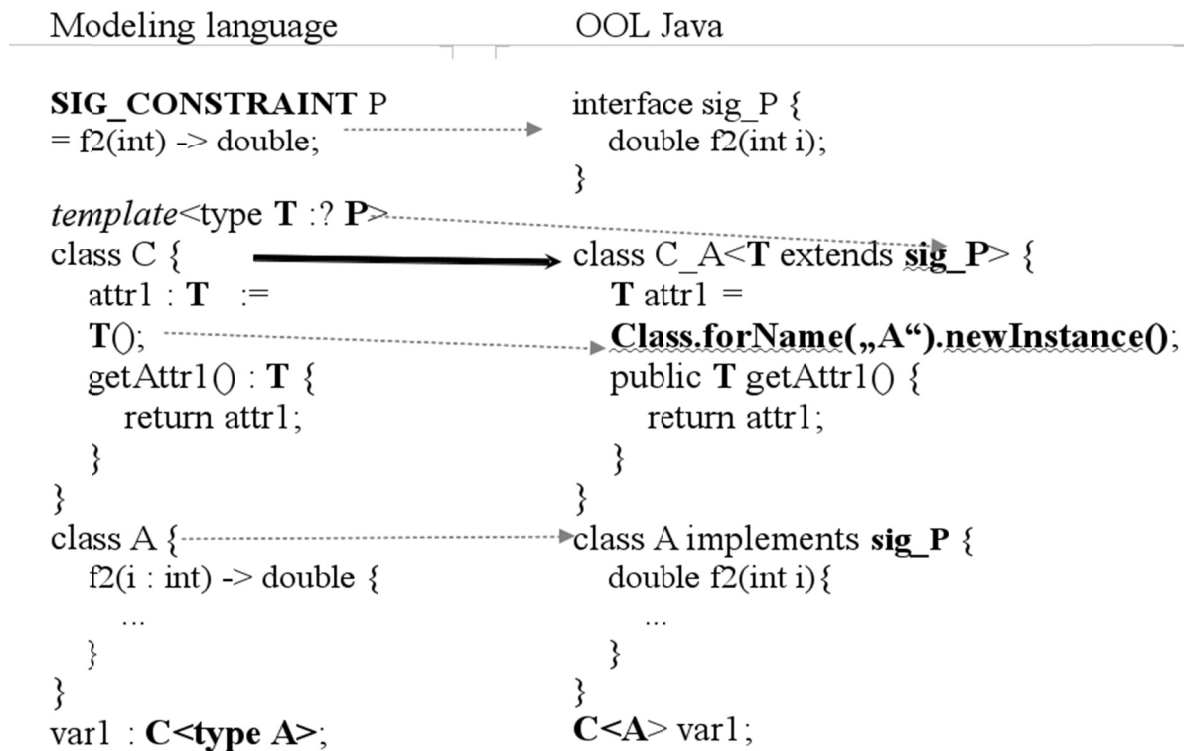 Modeling language
OOL Java
SIG_CONSTRAINT P
= f2(int) -> double;
template<type T :? P>
class C {
attr1 : T :=
T();
getAttr1() : T {
return attr1;
}
}
class A {
f2(i : int) -> double {
...
}
}
var1 : C<type A>;
interface sig_P {
double f2(int i);
}
class C_A<T extends sig_P> {
T attr1 =
Class.forName(„A“).newInstance();
public T getAttr1() {
return attr1;
}
}
class A implements sig_P {
double f2(int i){
...
}
}
C<A> var1;